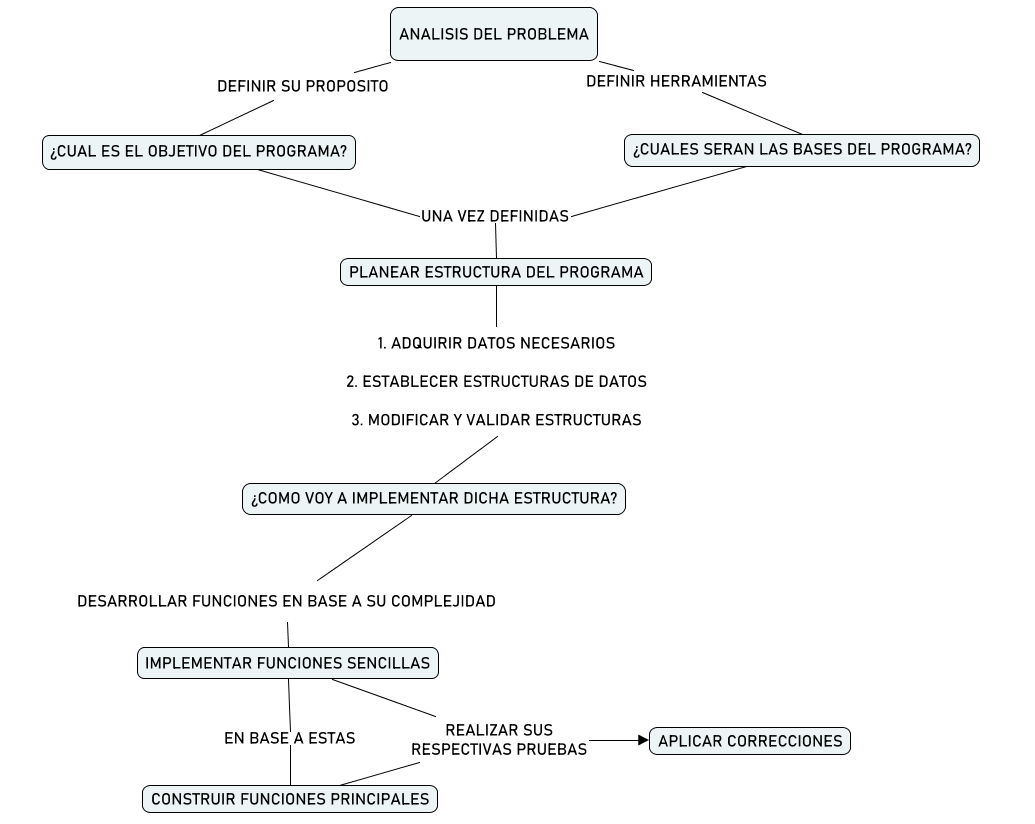 ANALISIS DEL PROBLEMA
DEFINIR SU PROPOSITO
DEFINIR HERRAMIENTAS
¿CUAL ES EL OBJETIVO DEL PROGRAMA?
¿CUALES SERAN LAS BASES DEL PROGRAMA?
UNA VEZ DEFINIDAS
PLANEAR ESTRUCTURA DEL PROGRAMA
1. ADQUIRIR DATOS NECESARIOS
2. ESTABLECER ESTRUCTURAS DE DATOS
3. MODIFICAR Y VALIDAR ESTRUCTURAS
¿COMO VOY A IMPLEMENTAR DICHA ESTRUCTURA?
DESARROLLAR FUNCIONES EN BASE A SU COMPLEJIDAD
IMPLEMENTAR FUNCIONES SENCILLAS
EN BASE A ESTAS
REALIZAR SUS
RESPECTIVAS PRUEBAS
APLICAR CORRECCIONES
CONSTRUIR FUNCIONES PRINCIPALES